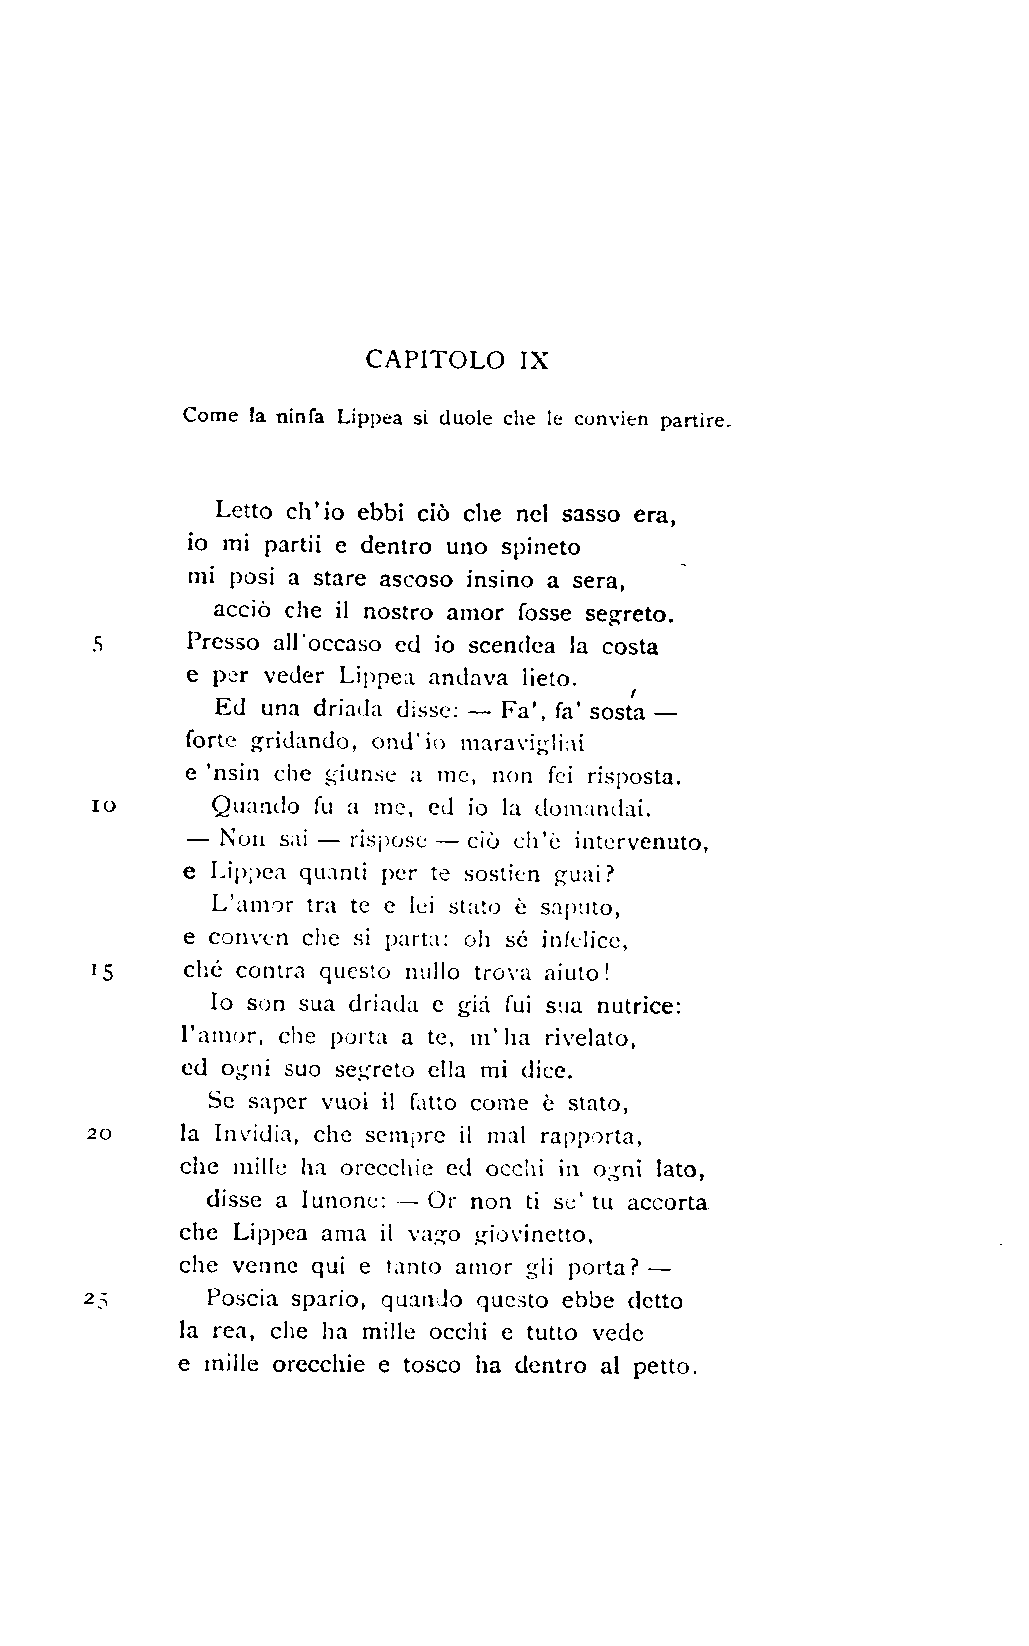 CAPITOLO IX
Come la ninfa Lippea si duole che le convien partire.
Letto ch'io ebbi ciò che nel sasso era,
io mi partii e dentro uno spineto
mi posi a stare ascoso insino a sera,
acciò che il nostro amor fosse segreto.
5 Presso all'occaso ed io scendea la costa
e per veder Lippea andava lieto.
Ed una driada disse: — Fa', fa' sosta —
forte gridando, ond'io maravigliai
e 'nsin che giunse a me, non fei risposta.
10 Quando fu a me, ed io la domandai.
— Non sai — rispose — ciò ch'è intervenuto,
e Lippea quanti per te sostien guai?
L'amor tra te e lei stato è saputo,
e conven che si parta: oh sé infelice,
15 ché contra questo nullo trova aiuto!
Io son sua driada e giá fui sua nutrice:
l'amor, che porta a te, m'ha rivelato,
ed ogni suo segreto ella mi dice.
Se saper vuoi il fatto come è stato,
20 la Invidia, che sempre il mal rapporta,
che mille ha orecchie ed occhi in ogni lato,
disse a Iunone: — Or non ti se' tu accorta
che Lippea ama il vago giovinetto,
che venne qui e tanto amor gli porta? —
25 Poscia spario, quando questo ebbe detto
la rea, che ha mille occhi e tutto vede
e mille orecchie e tosco ha dentro al petto.